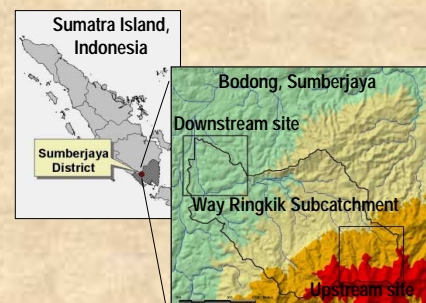 Sumatra Island,
Indonesia
Sumberjaya
District
Bodong, Sumberjaya
Downstream site
Way Ringkik Subcatchment
Upstream site